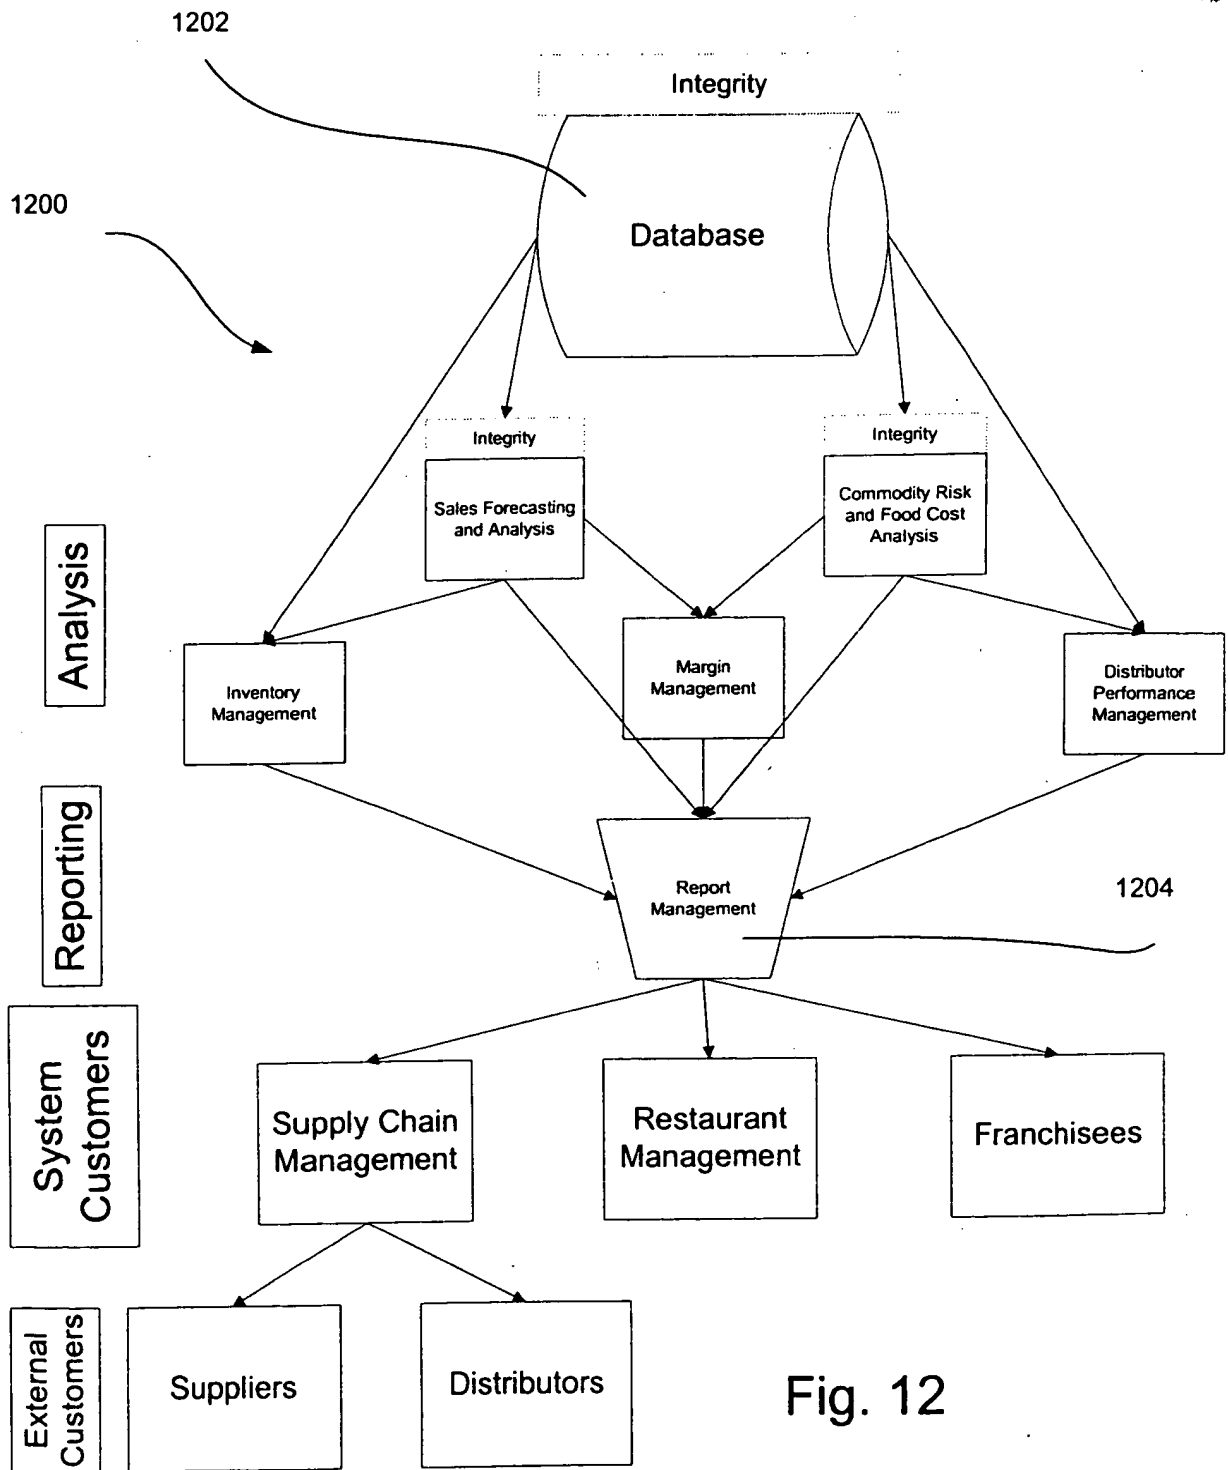 1202
Integrity
1200
Database
Integrity
Integrity
Sales Forecasting
and Analysis
Commodity Risk
and Food Cost
Analysis
Analysis
Inventory
Management
Margin
Management
Distributor
Performance
Management
Reporting
Report
Management
1204
System
Customers
Supply Chain
Management
Restaurant
Management
Franchisees
External
Customers
Suppliers
Distributors
Fig. 12